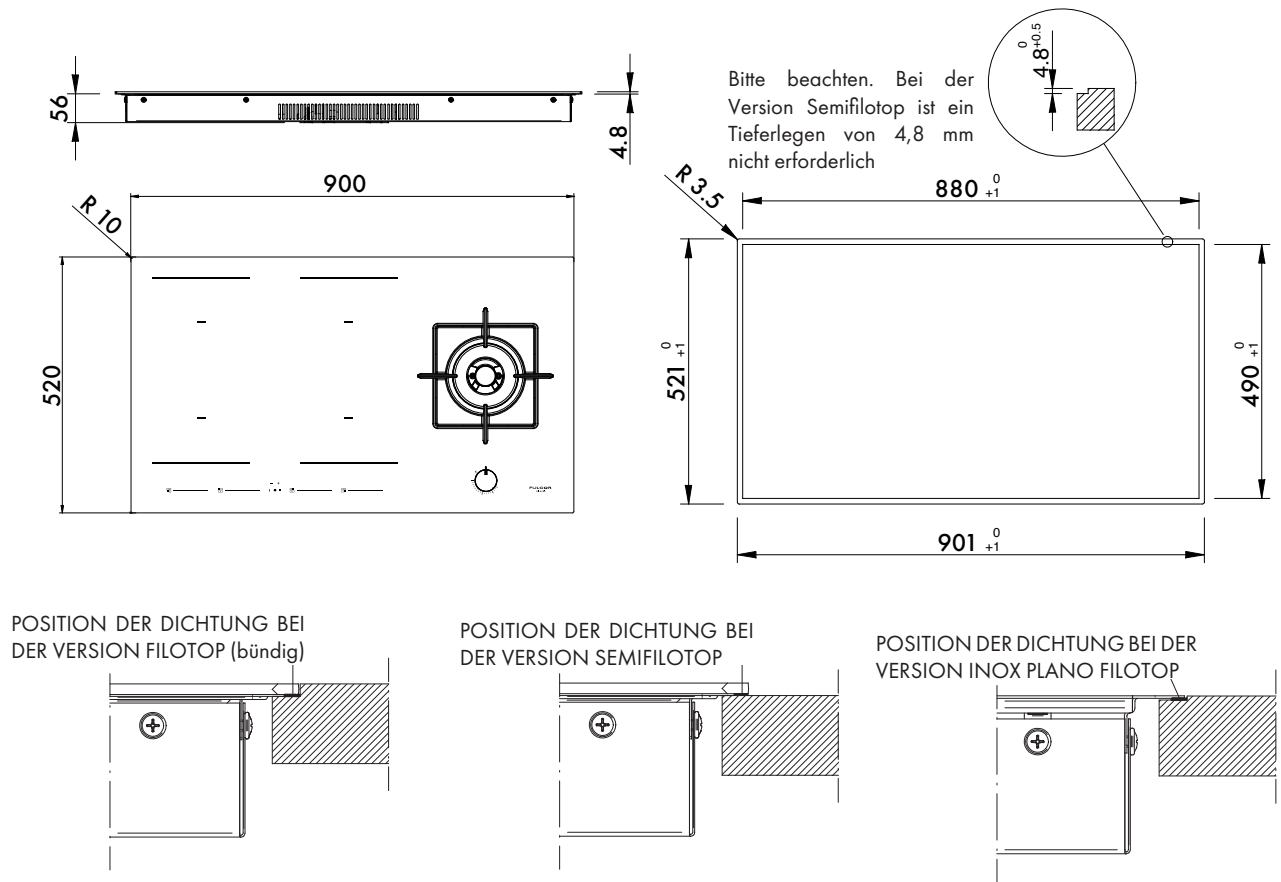 56
4.8
Bitte beachten. Bei der
Version Semifilotop ist ein
Tieferlegen von 4,8 mm
nicht erforderlich
4.8 0 +0.5
900
R 10
520
FULGOR
R 3.5
880 0 +1
521 0 +1
490 0 +1
901 0 +1
POSITION DER DICHTUNG BEI
DER VERSION FILOTOP (bündig)
POSITION DER DICHTUNG BEI
DER VERSION SEMIFILOTOP
POSITION DER DICHTUNG BEI DER
VERSION INOX PLANO FILOTOP